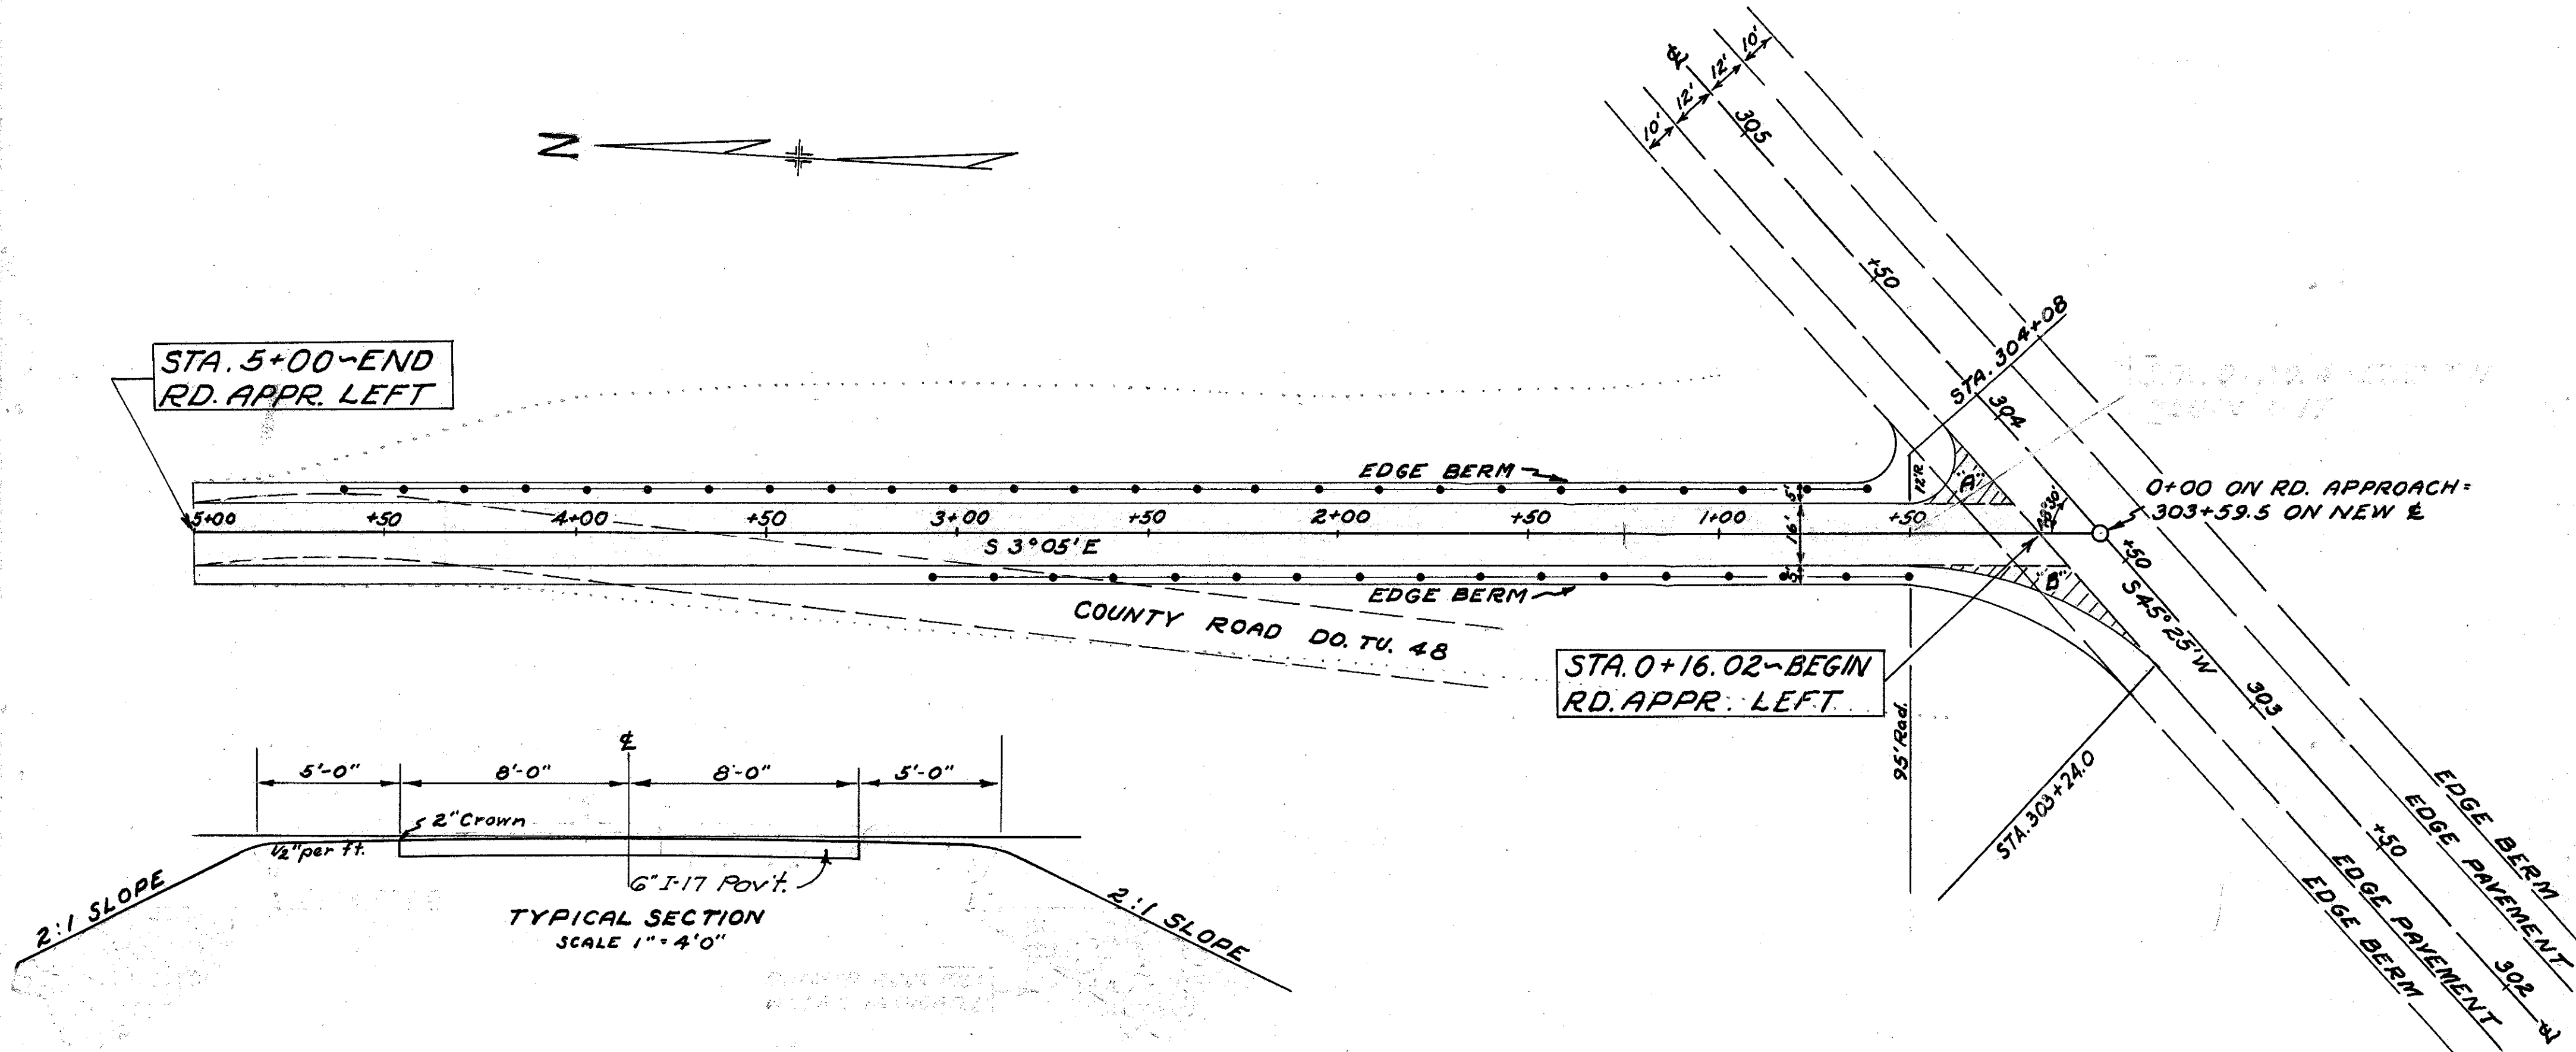 10'
12'
12'
10'
℄
305
N
+50
STA. 304+08
304
STA. 5+00~END
RD. APPR. LEFT
EDGE BERM
12'R
"A"
5'
0+00 ON RD. APPROACH =
303+59.5 ON NEW ℄
5+00 +50 4+00 +50 3+00 +50 2+00 +50 1+00 +50
S 3°05'E
16'
+50
5'
EDGE BERM
"B"
S45°25'W
COUNTY ROAD DO. TU. 48
STA. 0+16.02~BEGIN
RD. APPR. LEFT
303
95' Rad.
STA. 303+24.0
℄
5'-0" 8'-0" 8'-0" 5'-0"
2" Crown
1/2" per ft.
6" I-17 Pav't.
2:1 SLOPE
2:1 SLOPE
TYPICAL SECTION
SCALE 1" = 4'0"
+50
302
EDGE BERM
EDGE PAVEMENT
EDGE PAVEMENT
EDGE BERM